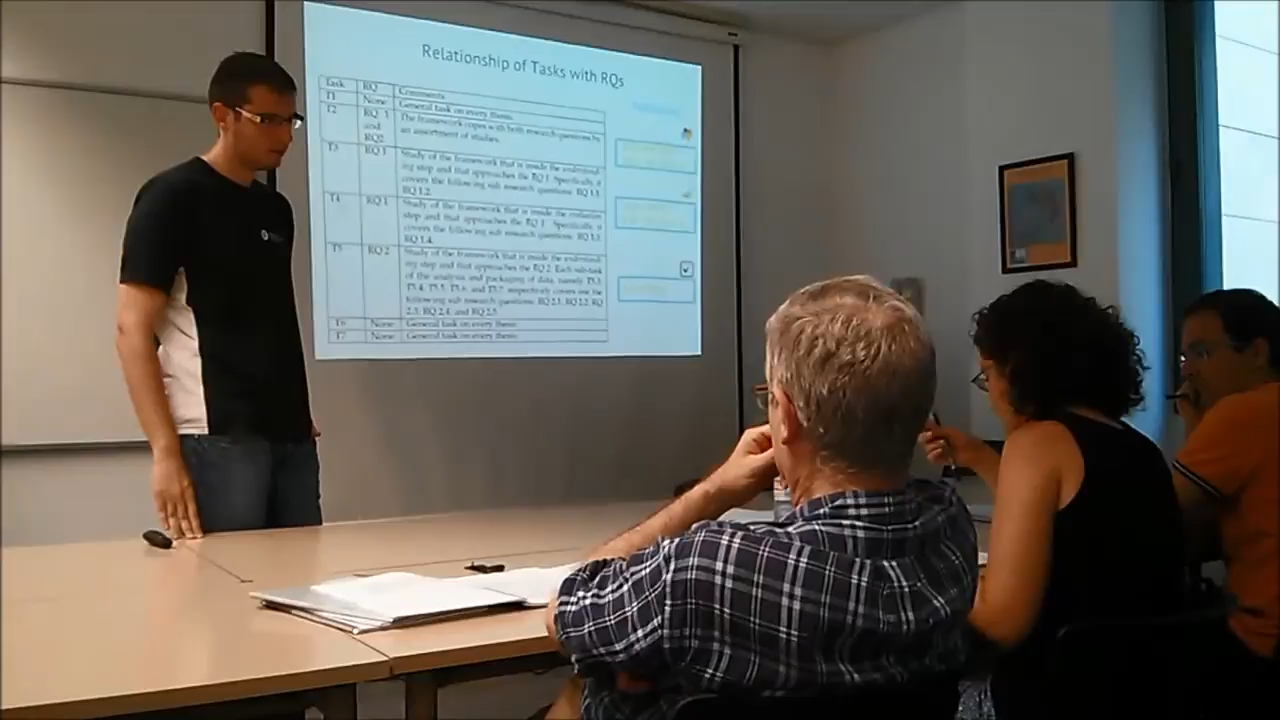 Relationship of Tasks with RQs
Task RQ Comments
T1 None General task on every thesis.
T2 RQ 1 The framework copes with both research questions by
and an assortment of studies.
RQ2
T3 RQ 1 Study of the framework that is inside the understand-
ing step and that approaches the RQ 1. Specifically, it
covers the following sub research questions: RQ 1.1,
RQ 1.2.
T4 RQ 1 Study of the framework that is inside the
step and that approaches the RQ 1. Specifically, it
covers the following sub research questions: RQ 1.3,
RQ 1.4.
T5 RQ 2 Study of the framework that is inside the understand-
ing step and that approaches the RQ 2. Each sub-task
of the analysis and packaging of data, namely T5.3,
T5.4, T5.5, T5.6, and T5.7, respectively covers one the
following sub research questions: RQ 2.1, RQ 2.2, RQ
2.3, RQ 2.4, and RQ 2.5.
T6 None General task on every thesis.
T7 None General task on every thesis.